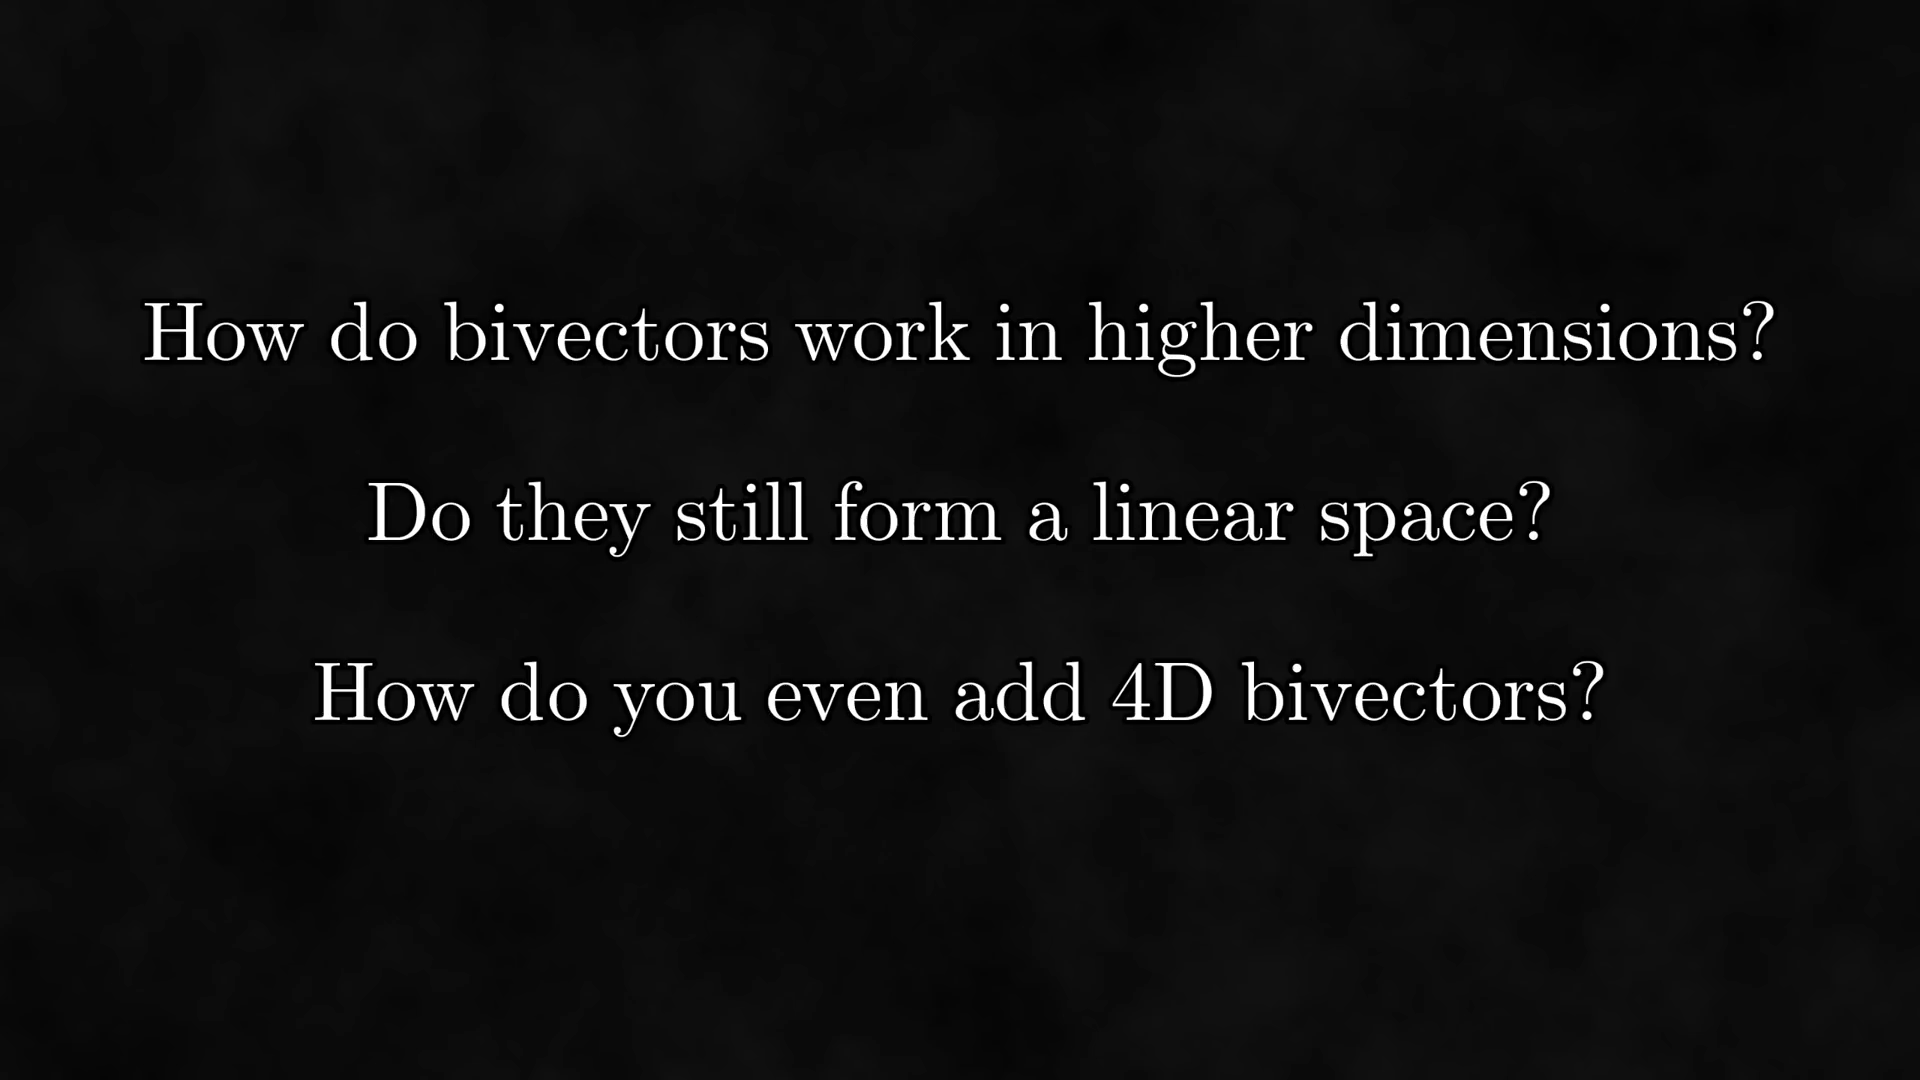 How do bivectors work in higher dimensions?
Do they still form a linear space?
How do you even add 4D bivectors?